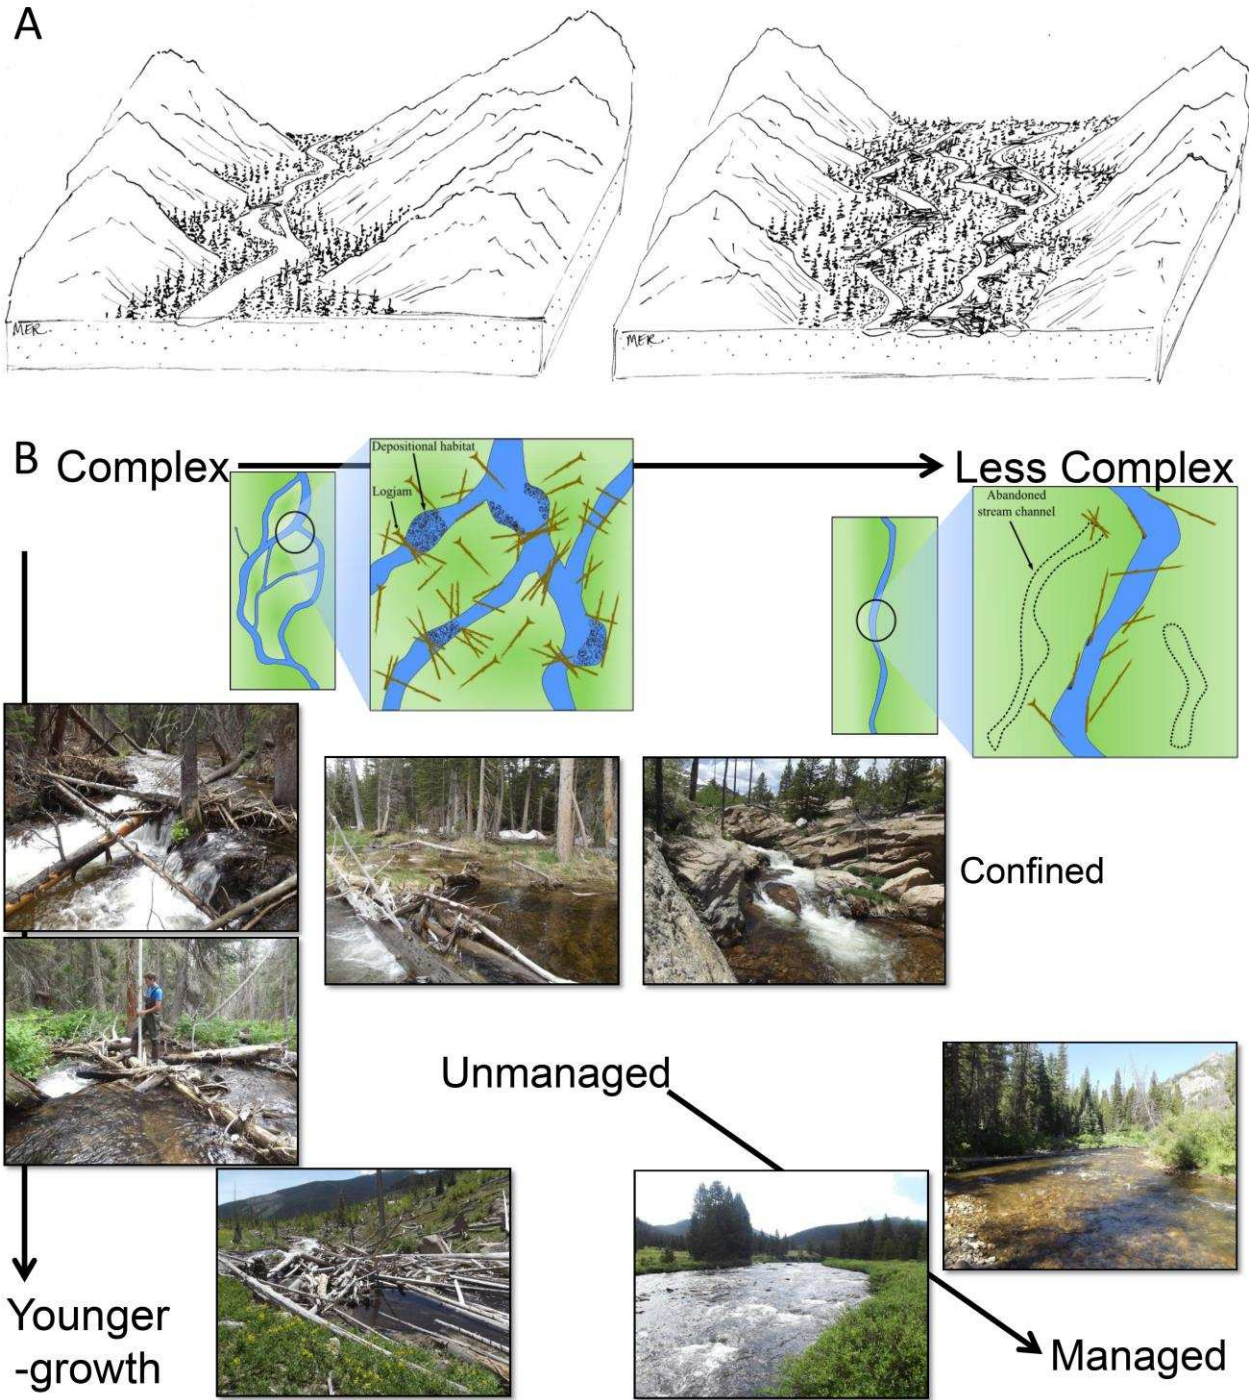 A
MER.
MER.
B
Complex
Less Complex
Depositional habitat
Logjam
Abandoned
stream channel
Confined
Unmanaged
Younger
-growth
Managed